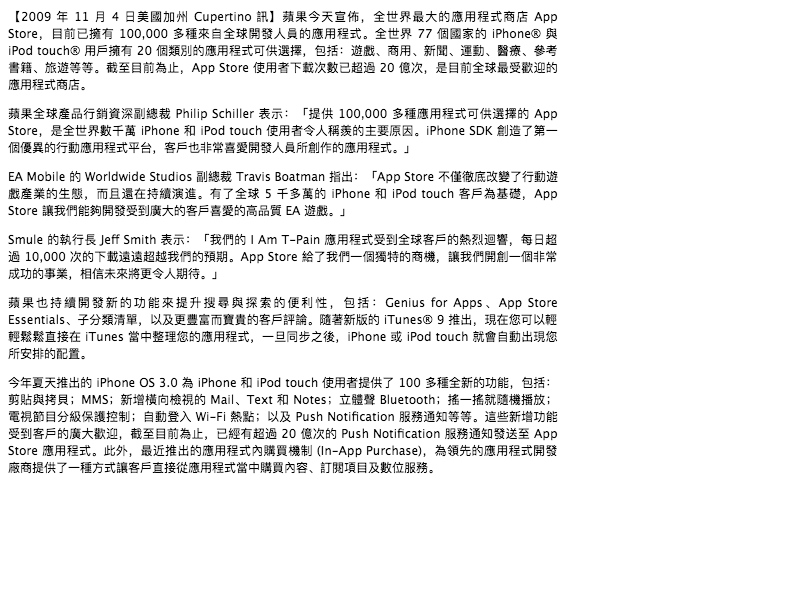 【2009 年 11 月 4 日美國加州 Cupertino 訊】蘋果今天宣佈，全世界最大的應用程式商店 App
Store，目前已擁有 100,000 多種來自全球開發人員的應用程式。全世界 77 個國家的 iPhone® 與
iPod touch® 用戶擁有 20 個類別的應用程式可供選擇，包括：遊戲、商用、新聞、運動、醫療、參考
書籍、旅遊等等。截至目前為止，App Store 使用者下載次數已超過 20 億次，是目前全球最受歡迎的
應用程式商店。
蘋果全球產品行銷資深副總裁 Philip Schiller 表示：「提供 100,000 多種應用程式可供選擇的 App
Store，是全世界數千萬 iPhone 和 iPod touch 使用者令人稱羨的主要原因。iPhone SDK 創造了第一
個優異的行動應用程式平台，客戶也非常喜愛開發人員所創作的應用程式。」
EA Mobile 的 Worldwide Studios 副總裁 Travis Boatman 指出：「App Store 不僅徹底改變了行動遊
戲產業的生態，而且還在持續演進。有了全球 5 千多萬的 iPhone 和 iPod touch 客戶為基礎，App
Store 讓我們能夠開發受到廣大的客戶喜愛的高品質 EA 遊戲。」
Smule 的執行長 Jeff Smith 表示：「我們的 I Am T-Pain 應用程式受到全球客戶的熱烈迴響，每日超
過 10,000 次的下載遠遠超越我們的預期。App Store 給了我們一個獨特的商機，讓我們開創一個非常
成功的事業，相信未來將更令人期待。」
蘋果也持續開發新的功能來提升搜尋與探索的便利性，包括：Genius for Apps、App Store
Essentials、子分類清單，以及更豐富而寶貴的客戶評論。隨著新版的 iTunes® 9 推出，現在您可以輕
輕鬆鬆直接在 iTunes 當中整理您的應用程式，一旦同步之後，iPhone 或 iPod touch 就會自動出現您
所安排的配置。
今年夏天推出的 iPhone OS 3.0 為 iPhone 和 iPod touch 使用者提供了 100 多種全新的功能，包括：
剪貼與拷貝；MMS；新增橫向檢視的 Mail、Text 和 Notes；立體聲 Bluetooth；搖一搖就隨機播放；
電視節目分級保護控制；自動登入 Wi-Fi 熱點；以及 Push Notification 服務通知等等。這些新增功能
受到客戶的廣大歡迎，截至目前為止，已經有超過 20 億次的 Push Notification 服務通知發送至 App
Store 應用程式。此外，最近推出的應用程式內購買機制 (In-App Purchase)，為領先的應用程式開發
廠商提供了一種方式讓客戶直接從應用程式當中購買內容、訂閱項目及數位服務。